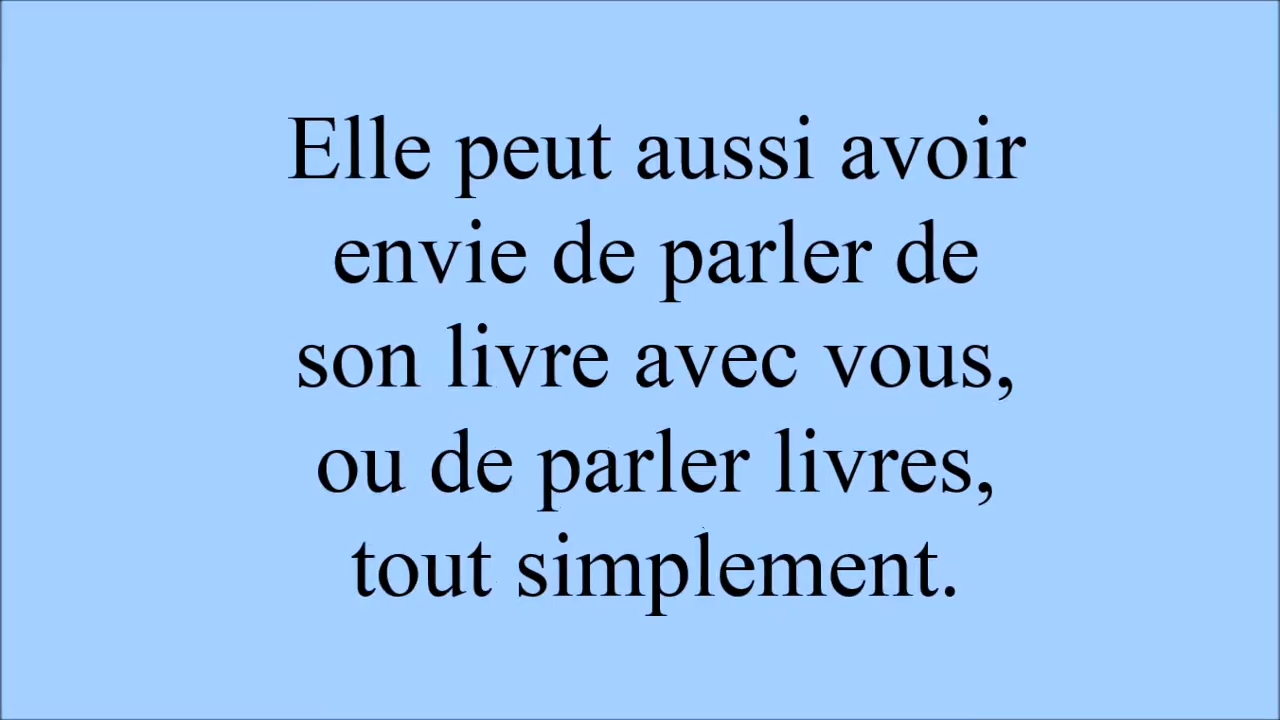 Elle peut aussi avoir
envie de parler de
son livre avec vous,
ou de parler livres,
tout simplement.